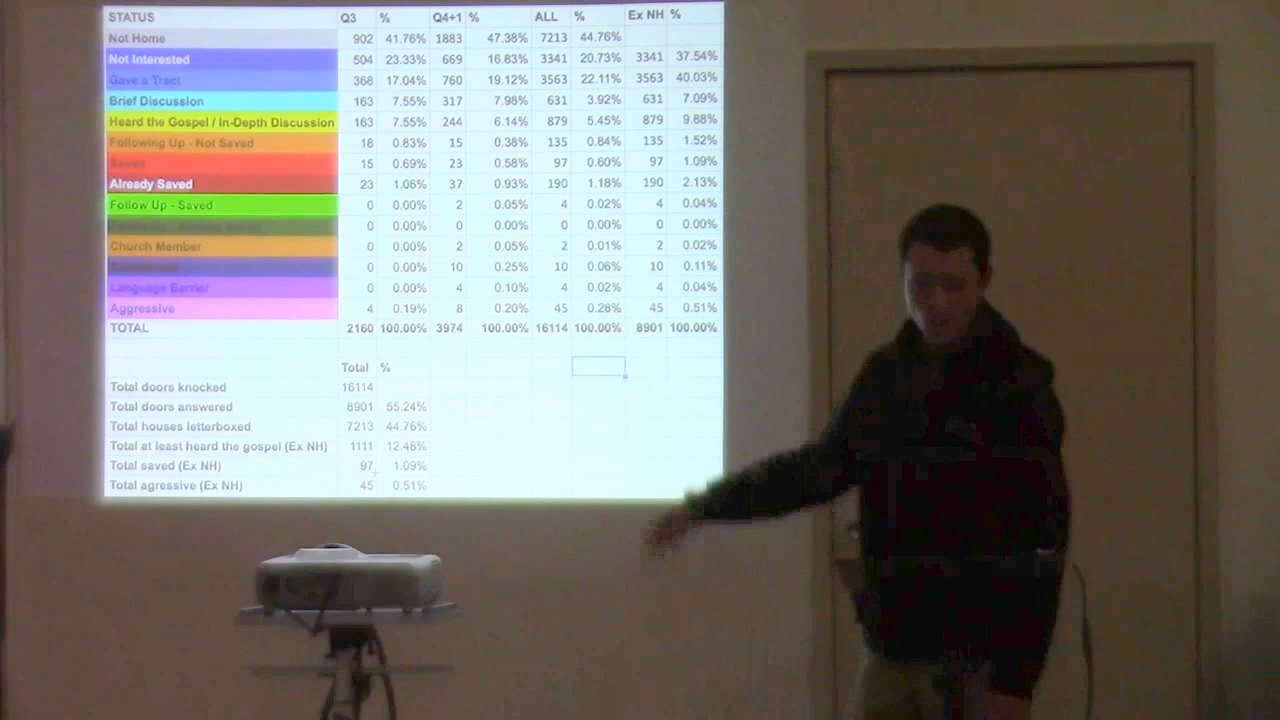 STATUS Q3 % Q4+1 % ALL % Ex NH %
Not Home 902 41.76% 1883 47.38% 7213 44.76%
Not Interested 504 23.33% 669 16.83% 3341 20.73% 3341 37.54%
Gave a Tract 368 17.04% 760 19.12% 3563 22.11% 3563 40.03%
Brief Discussion 163 7.55% 317 7.98% 631 3.92% 631 7.09%
Heard the Gospel / In-Depth Discussion 163 7.55% 244 6.14% 879 5.45% 879 9.88%
Following Up - Not Saved 18 0.83% 15 0.38% 135 0.84% 135 1.52%
Saved 15 0.69% 23 0.58% 97 0.60% 97 1.09%
Already Saved 23 1.06% 37 0.93% 190 1.18% 190 2.13%
Follow Up - Saved 0 0.00% 2 0.05% 4 0.02% 4 0.04%
0 0.00% 0 0.00% 0 0.00% 0 0.00%
Church Member 0 0.00% 2 0.05% 2 0.01% 2 0.02%
0 0.00% 10 0.25% 10 0.06% 10 0.11%
Language Barrier 0 0.00% 4 0.10% 4 0.02% 4 0.04%
Aggressive 4 0.19% 8 0.20% 45 0.28% 45 0.51%
TOTAL 2160 100.00% 3974 100.00% 16114 100.00% 8901 100.00%
Total %
Total doors knocked 16114
Total doors answered 8901 55.24%
Total houses letterboxed 7213 44.76%
Total at least heard the gospel (Ex NH) 1111 12.48%
Total saved (Ex NH) 97 1.09%
Total agressive (Ex NH) 45 0.51%